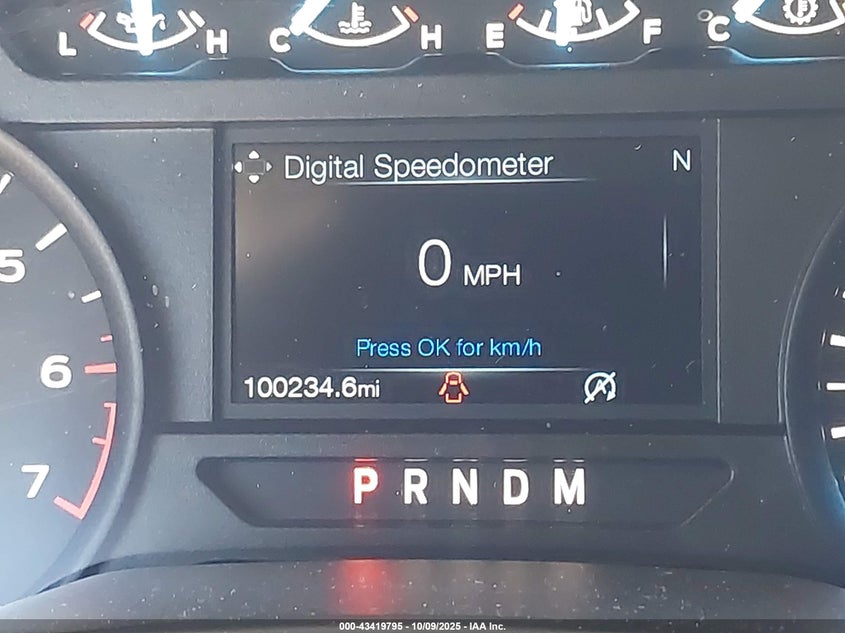 L H C H E F C
Digital Speedometer N
5
0 MPH
6
Press OK for km/h
100234.6mi
7
P R N D M
000-43419795 - 10/09/2025 - IAA Inc.